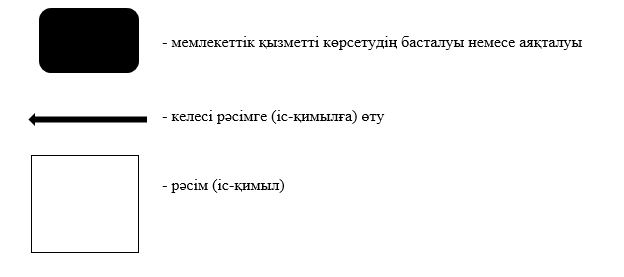 - мемлекеттік қызметті көрсетудің басталуы немесе аяқталуы
- келесі рәсімге (іс-қимылға) өту
- рәсім (іс-қимыл)